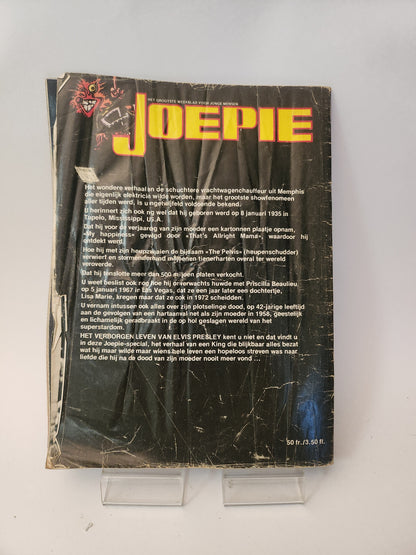 HET GROOTSTE WEEKBLAD VOOR JONGE MENSEN
JOEPIE
Het wondere verhaal an de schuchtere vrachtwagenchauffeur uit Memphis
die eigenlijk elektricië wilde worden, maar het grootste showfenomeen
aller tijden werd, is u ongetwijfeld voldoende bekend.
U herinnert zich ook ng wel dat hij geboren werd op 8 januari 1935 in
Tupelo, Mississippi, U.S.A.
Dat hij voor de verjaardag van zijn moeder een kartonnen plaatje opnam,
«My happiness» gevolgd door «That's Allright Mama», waardoor hij
ontdekt werd.
Hoe hij met zijn heupzwaaien de bijnaam «The Pelvis» (heupenschudder)
verwierf en stormenderhand miljoenen tienerharten overal ter wereld
veroverde.
Dat hij tenslotte meer dan 500 miljoen platen verkocht.
U weet beslist ook nog hoe hij onverwachts huwde met Priscilla Beaulieu
op 5 januari 1967 in Las Vegas, dat ze een jaar later een dochtertje,
Lisa Marie, kregen maar dat ze ook in 1972 scheidden.
U vernam intussen ook alles over zijn plotselinge dood, op 42-jarige leeftijd
aan de gevolgen van een hartaanval net als zijn moeder in 1958, geestelijk
en lichamelijk geradbraakt in de op hol geslagen wereld van het
superstardom.
HET VERBORGEN LEVEN VAN ELVIS PRESLEY kent u niet en dat vindt u
in deze Joepie-special, het verhaal van een King die blijkbaar alles bezat
wat hij maar wilde maar wiens hele leven een hopeloos streven was naar
liefde die hij na de dood van zijn moeder nooit meer vond ...
50 fr./3.50 fl.